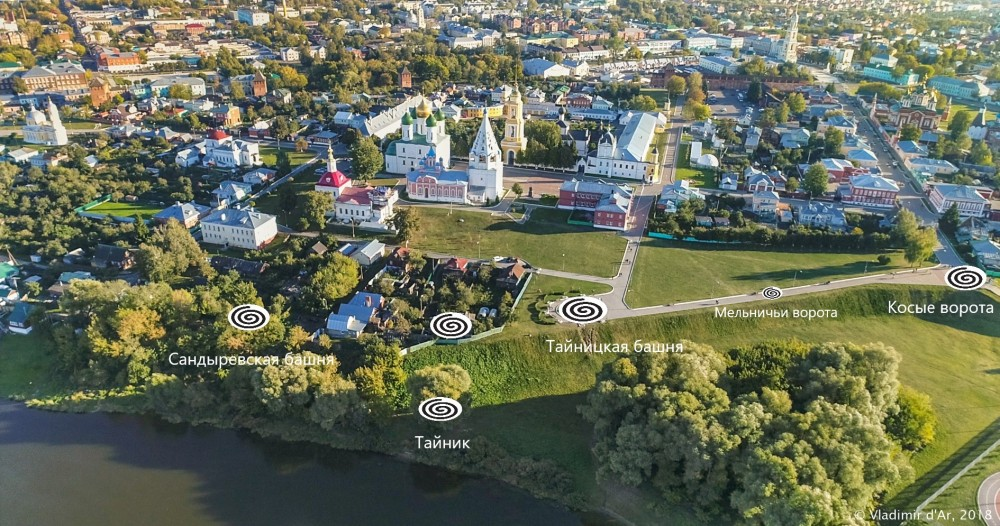 Мельничьи ворота
Косые ворота
Тайницкая башня
Сандыревская башня
Тайник
© Vladimir d'Ar, 2018